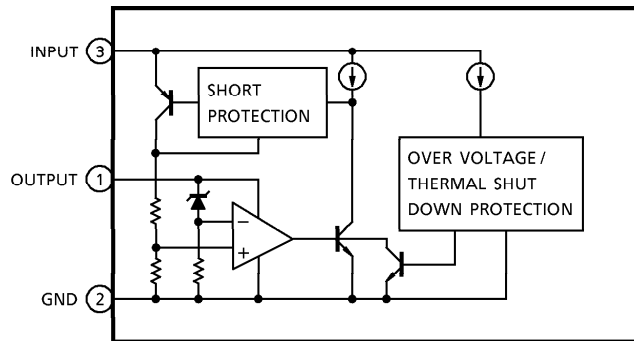 INPUT 3
SHORT
PROTECTION
OVER VOLTAGE /
THERMAL SHUT
DOWN PROTECTION
OUTPUT 1
−
+
GND 2